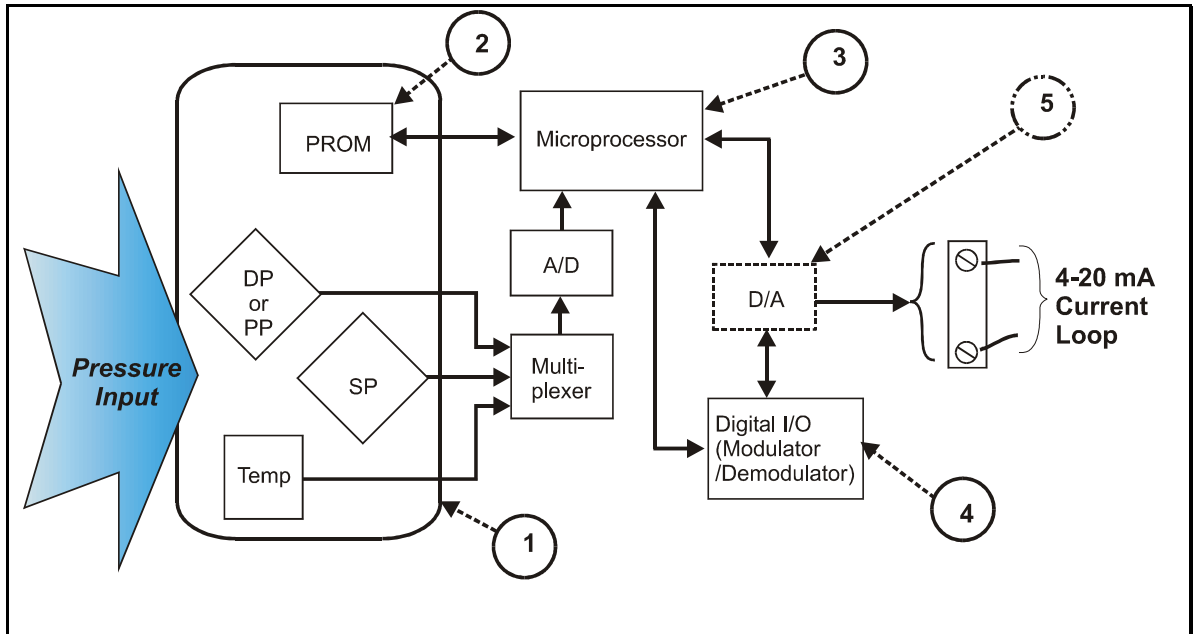 2
3
5
PROM
Microprocessor
A/D
DP
or
PP
D/A
4-20 mA
Current
Loop
Pressure
Input
SP
Multi-
plexer
Digital I/O
(Modulator
/Demodulator)
Temp
4
1